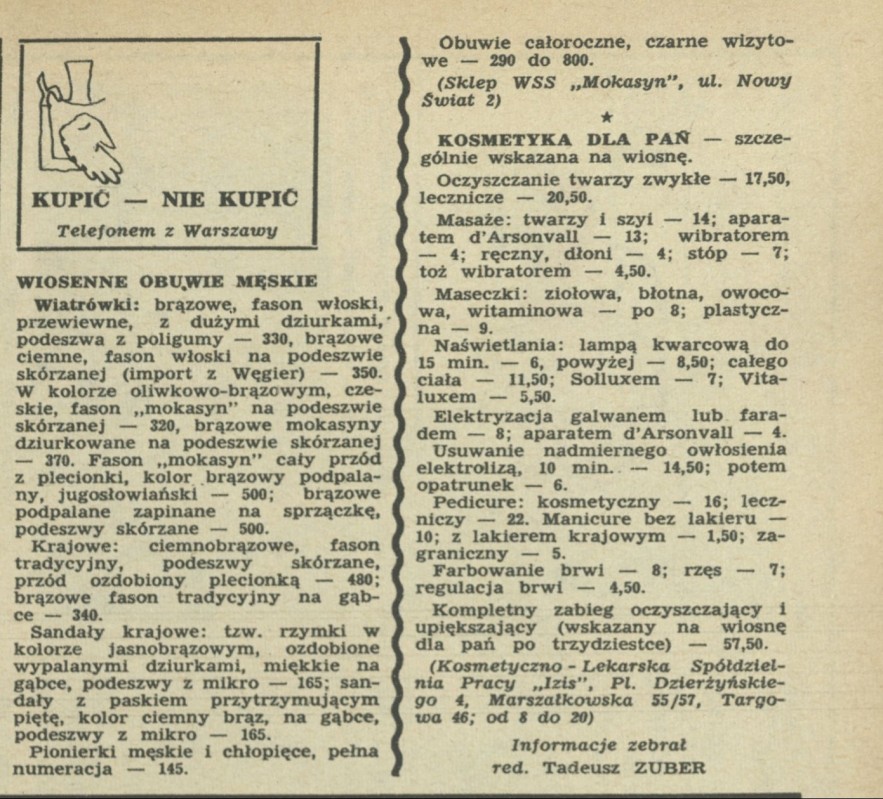 KUPIĆ — NIE KUPIĆ
Telefonem z Warszawy
WIOSENNE OBUWIE MĘSKIE
Wiatrówki: brązowe, fason włoski,
przewiewne, z dużymi dziurkami,
podeszwa z poligumy — 330, brązowe
ciemne, fason włoski na podeszwie
skórzanej (import z Węgier) — 350.
W kolorze oliwkowo-brązowym, cze-
skie, fason „mokasyn” na podeszwie
skórzanej — 320, brązowe mokasyny
dziurkowane na podeszwie skórzanej
— 370. Fason „mokasyn” cały przód
z plecionki, kolor brązowy podpala-
ny, jugosłowiański — 500; brązowe
podpalane zapinane na sprzączkę,
podeszwy skórzane — 500.
Krajowe: ciemnobrązowe, fason
tradycyjny, podeszwy skórzane,
przód ozdobiony plecionką — 480;
brązowe fason tradycyjny na gąb-
ce — 340.
Sandały krajowe: tzw. rzymki w
kolorze jasnobrązowym, ozdobione
wypalanymi dziurkami, miękkie na
gąbce, podeszwy z mikro — 165; san-
dały z paskiem przytrzymującym
piętę, kolor ciemny brąz, na gąbce,
podeszwy z mikro — 165.
Pionierki męskie i chłopięce, pełna
numeracja — 145.
Obuwie całoroczne, czarne wizyto-
we — 290 do 800.
(Sklep WSS „Mokasyn”, ul. Nowy
Świat 2)
★
KOSMETYKA DLA PAŃ — szcze-
gólnie wskazana na wiosnę.
Oczyszczanie twarzy zwykłe — 17,50,
lecznicze — 20,50.
Masaże: twarzy i szyi — 14; apara-
tem d'Arsonvall — 13; wibratorem
— 4; ręczny, dłoni — 4; stóp — 7;
toż wibratorem — 4,50.
Maseczki: ziołowa, błotna, owoco-
wa, witaminowa — po 8; plastycz-
na — 9.
Naświetlania: lampą kwarcową do
15 min. — 6, powyżej — 8,50; całego
ciała — 11,50; Solluxem — 7; Vita-
luxem — 5,50.
Elektryzacja galwanem lub fara-
dem — 8; aparatem d'Arsonvall — 4.
Usuwanie nadmiernego owłosienia
elektrolizą, 10 min. — 14,50; potem
opatrunek — 6.
Pedicure: kosmetyczny — 16; lecz-
niczy — 22. Manicure bez lakieru —
10; z lakierem krajowym — 1,50; za-
graniczny — 5.
Farbowanie brwi — 8; rzęs — 7;
regulacja brwi — 4,50.
Kompletny zabieg oczyszczający i
upiększający (wskazany na wiosnę
dla pań po trzydziestce) — 57,50.
(Kosmetyczno-Lekarska Spółdziel-
nia Pracy „Izis”, Pl. Dzierżyńskie-
go 4, Marszałkowska 55/57, Targo-
wa 46; od 8 do 20)
Informacje zebrał
red. Tadeusz ZUBER